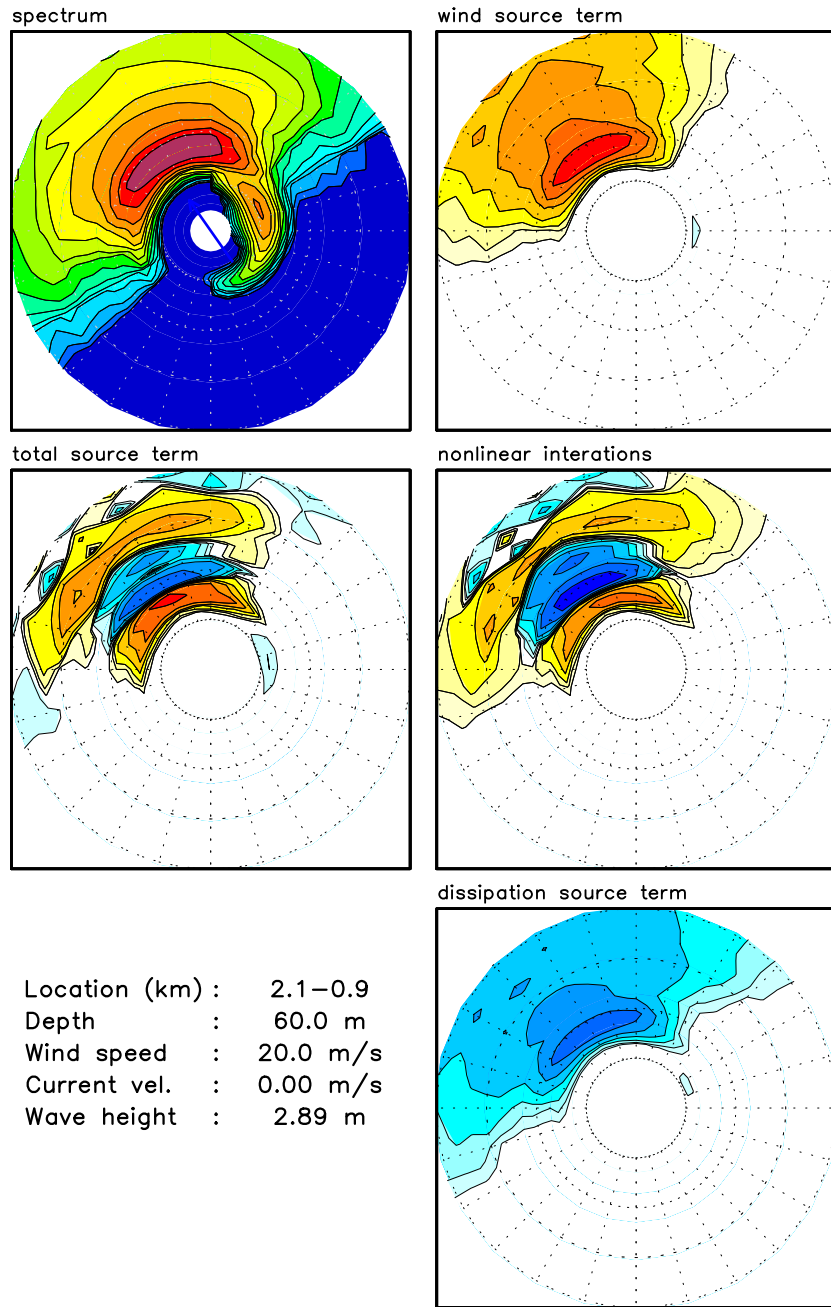 spectrum
wind source term
total source term
nonlinear interations
dissipation source term
Location (km) : 2.1−0.9
Depth : 60.0 m
Wind speed : 20.0 m/s
Current vel. : 0.00 m/s
Wave height : 2.89 m